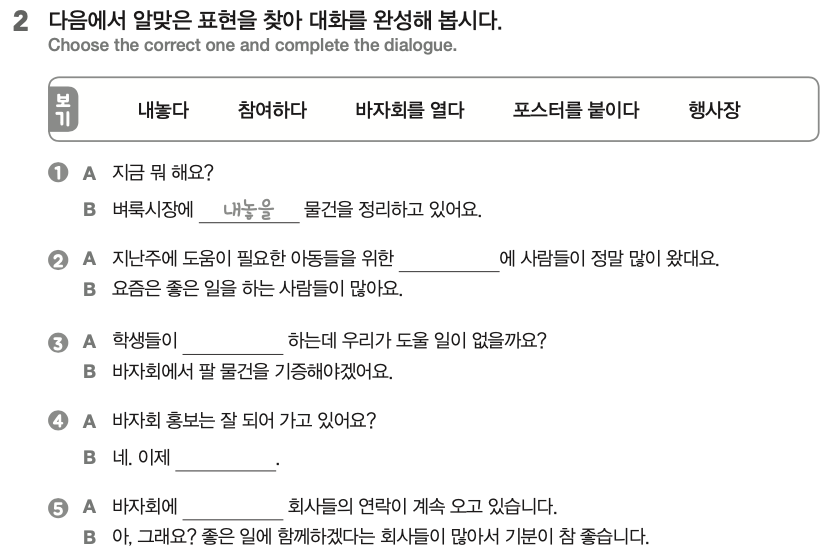 2 다음에서 알맞은 표현을 찾아 대화를 완성해 봅시다.
Choose the correct one and complete the dialogue.
보기 내놓다 참여하다 바자회를 열다 포스터를 붙이다 행사장
1 A 지금 뭐 해요?
B 벼룩시장에 내놓을 물건을 정리하고 있어요.
2 A 지난주에 도움이 필요한 아동들을 위한 ________에 사람들이 정말 많이 왔대요.
B 요즘은 좋은 일을 하는 사람들이 많아요.
3 A 학생들이 ________ 하는데 우리가 도울 일이 없을까요?
B 바자회에서 팔 물건을 기증해야겠어요.
4 A 바자회 홍보는 잘 되어 가고 있어요?
B 네. 이제 ________.
5 A 바자회에 ________ 회사들의 연락이 계속 오고 있습니다.
B 아, 그래요? 좋은 일에 함께하겠다는 회사들이 많아서 기분이 참 좋습니다.